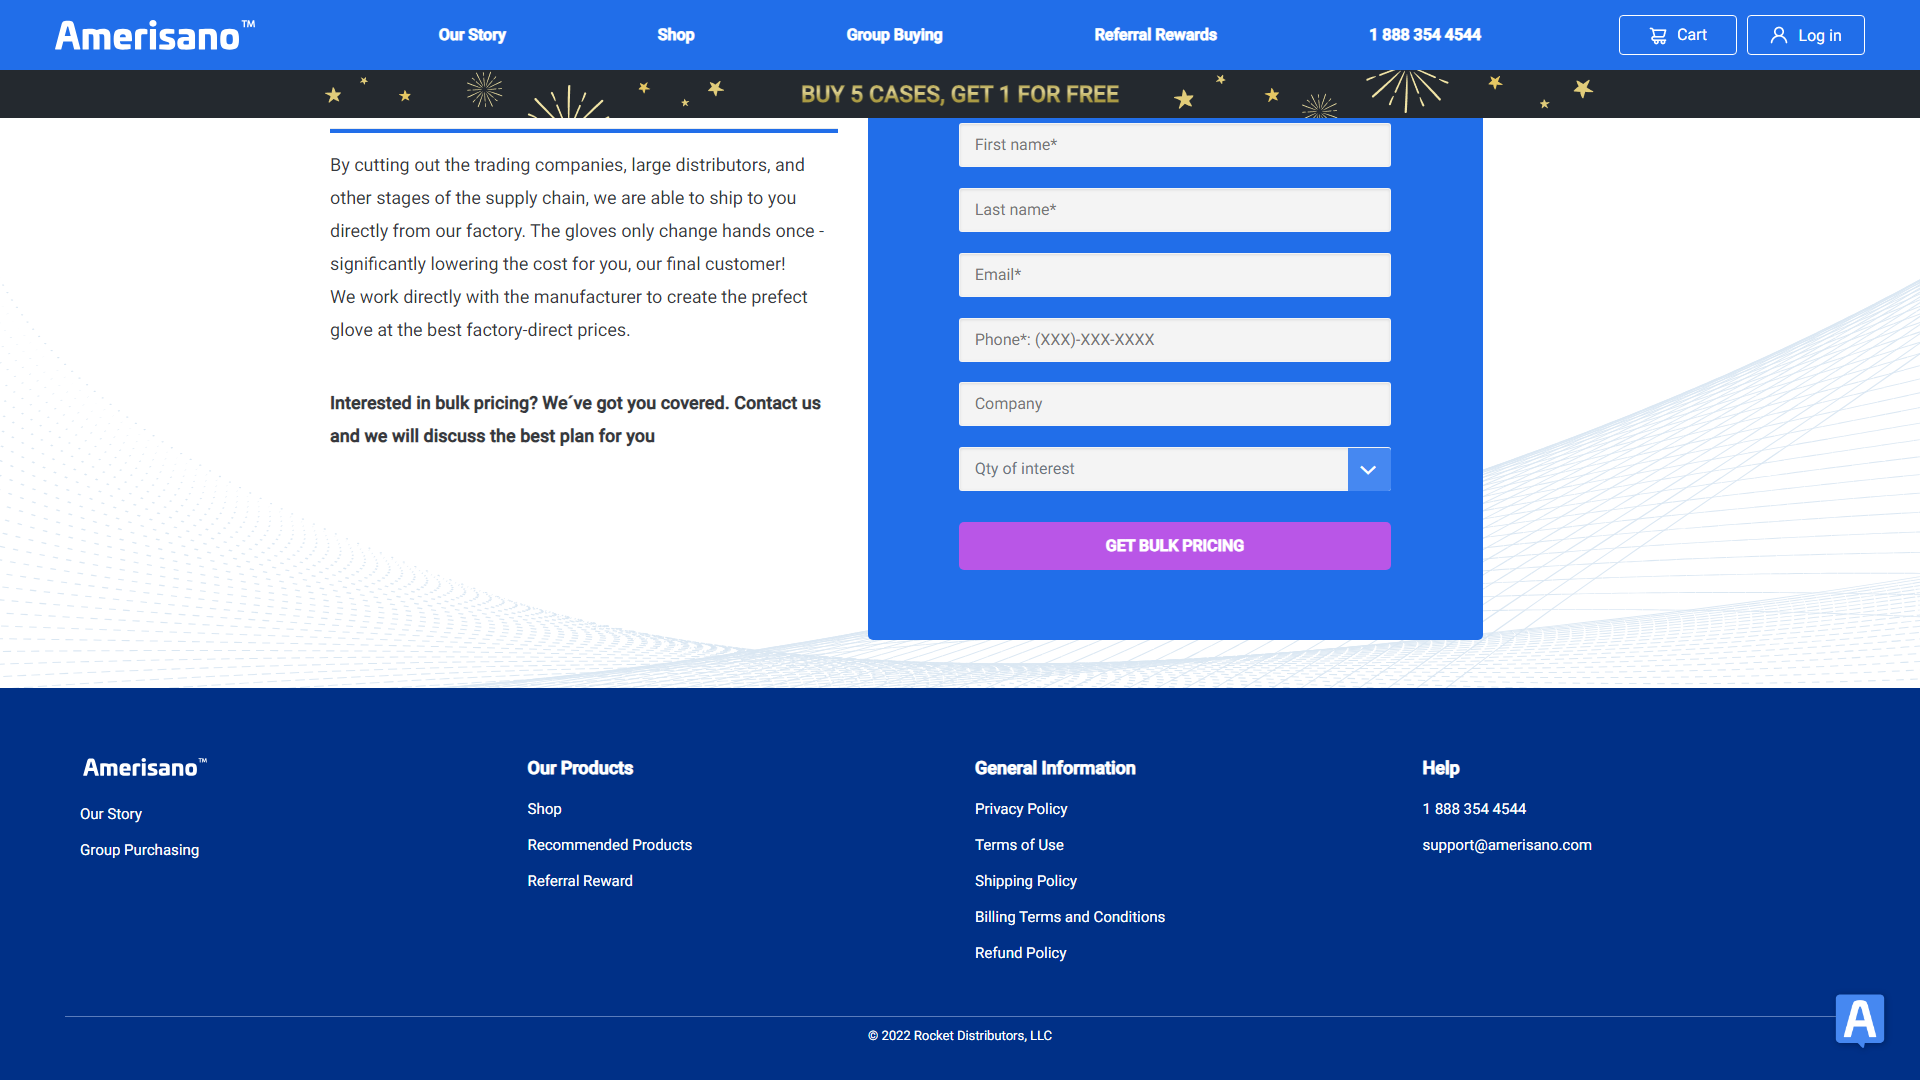 Amerisano™
Our Story
Shop
Group Buying
Referral Rewards
1 888 354 4544
Cart
Log in
BUY 5 CASES, GET 1 FOR FREE
By cutting out the trading companies, large distributors, and
other stages of the supply chain, we are able to ship to you
directly from our factory. The gloves only change hands once -
significantly lowering the cost for you, our final customer!
We work directly with the manufacturer to create the prefect
glove at the best factory-direct prices.
Interested in bulk pricing? We´ve got you covered. Contact us
and we will discuss the best plan for you
First name*
Last name*
Email*
Phone*: (XXX)-XXX-XXXX
Company
Qty of interest
GET BULK PRICING
Amerisano™
Our Story
Group Purchasing
Our Products
Shop
Recommended Products
Referral Reward
General Information
Privacy Policy
Terms of Use
Shipping Policy
Billing Terms and Conditions
Refund Policy
Help
1 888 354 4544
support@amerisano.com
© 2022 Rocket Distributors, LLC
A